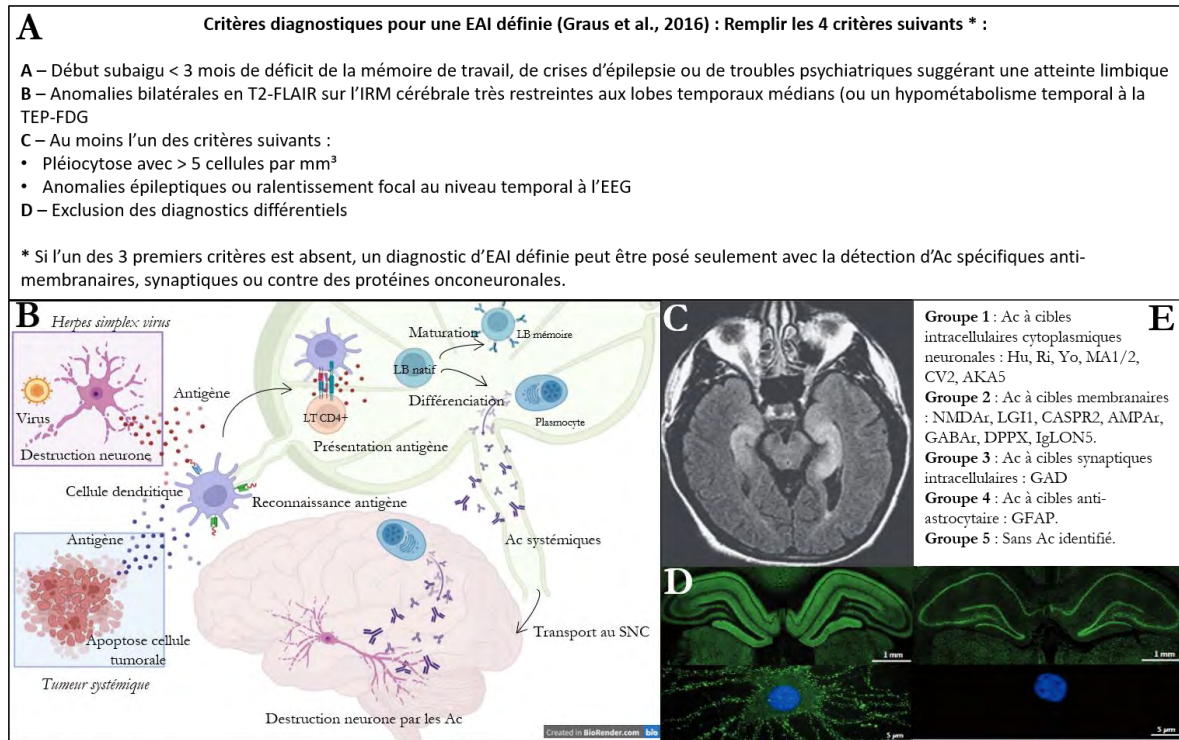 A
Critères diagnostiques pour une EAI définie (Graus et al., 2016) : Remplir les 4 critères suivants * :
A – Début subaigu < 3 mois de déficit de la mémoire de travail, de crises d’épilepsie ou de troubles psychiatriques suggérant une atteinte limbique
B – Anomalies bilatérales en T2-FLAIR sur l’IRM cérébrale très restreintes aux lobes temporaux médians (ou un hypométabolisme temporal à la
TEP-FDG
C – Au moins l’un des critères suivants :
• Pléiocytose avec > 5 cellules par mm³
• Anomalies épileptiques ou ralentissement focal au niveau temporal à l’EEG
D – Exclusion des diagnostics différentiels
* Si l’un des 3 premiers critères est absent, un diagnostic d’EAI définie peut être posé seulement avec la détection d’Ac spécifiques anti-
membranaires, synaptiques ou contre des protéines onconeuronales.
B
Herpes simplex virus
Virus
Destruction neurone
Antigène
LT CD4+
Présentation antigène
Maturation
LB mémoire
LB natif
Différenciation
Plasmocyte
Cellule dendritique
Reconnaissance antigène
Antigène
Ac systémiques
Apoptose cellule
tumorale
Tumeur systémique
Transport au SNC
Destruction neurone par les Ac
Created in BioRender.com bio
C
E
Groupe 1 : Ac à cibles
intracellulaires cytoplasmiques
neuronales : Hu, Ri, Yo, MA1/2,
CV2, AKA5
Groupe 2 : Ac à cibles membranaires
: NMDAr, LGI1, CASPR2, AMPAr,
GABAr, DPPX, IgLON5.
Groupe 3 : Ac à cibles synaptiques
intracellulaires : GAD
Groupe 4 : Ac à cibles anti-
astrocytaire : GFAP.
Groupe 5 : Sans Ac identifié.
D
1 mm
1 mm
5 µm
5 µm